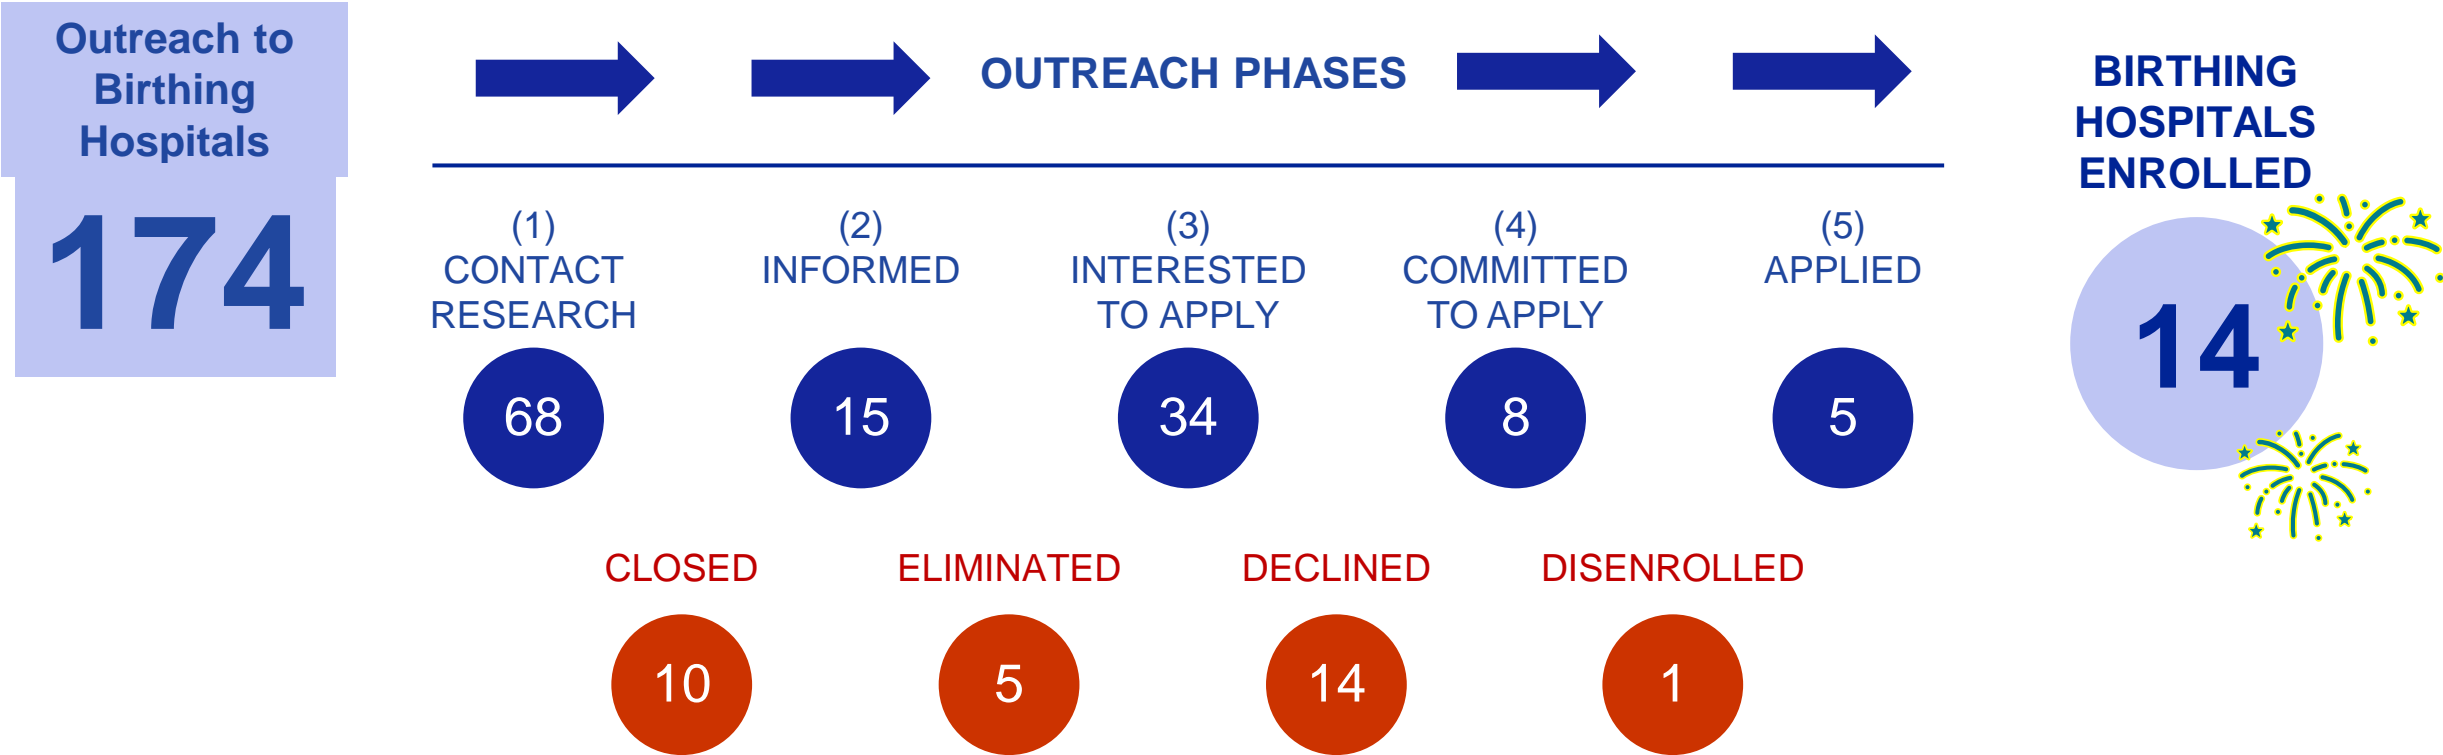 Outreach to
Birthing
Hospitals
174
OUTREACH PHASES
(1)
CONTACT
RESEARCH
68
(2)
INFORMED
15
(3)
INTERESTED
TO APPLY
34
(4)
COMMITTED
TO APPLY
8
(5)
APPLIED
5
BIRTHING
HOSPITALS
ENROLLED
14
CLOSED
10
ELIMINATED
5
DECLINED
14
DISENROLLED
1